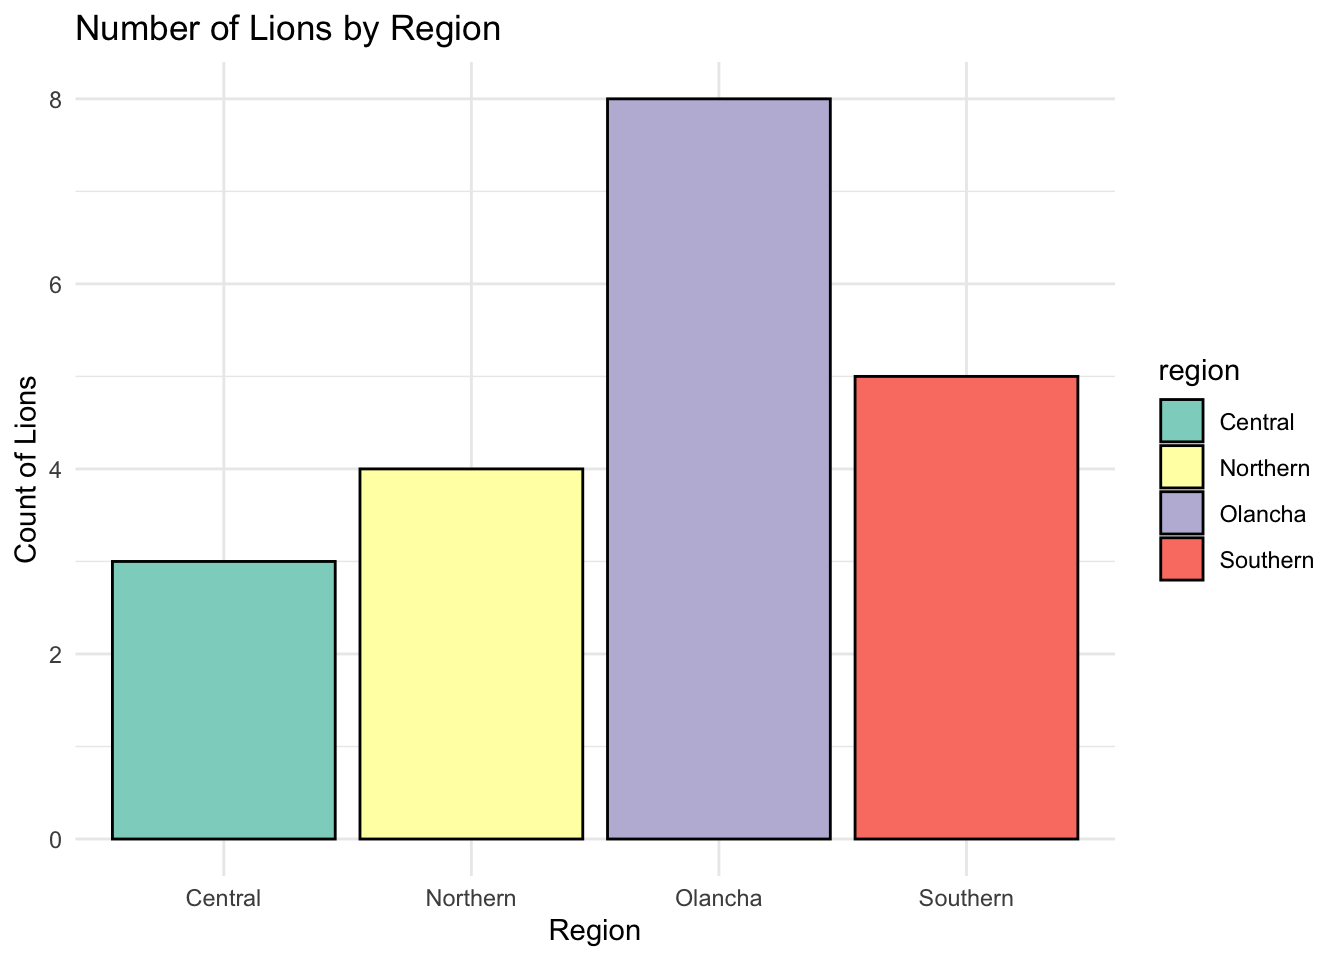 Number of Lions by Region
Count of Lions
8
6
4
2
0
Central Northern Olancha Southern
Region
region
Central
Northern
Olancha
Southern